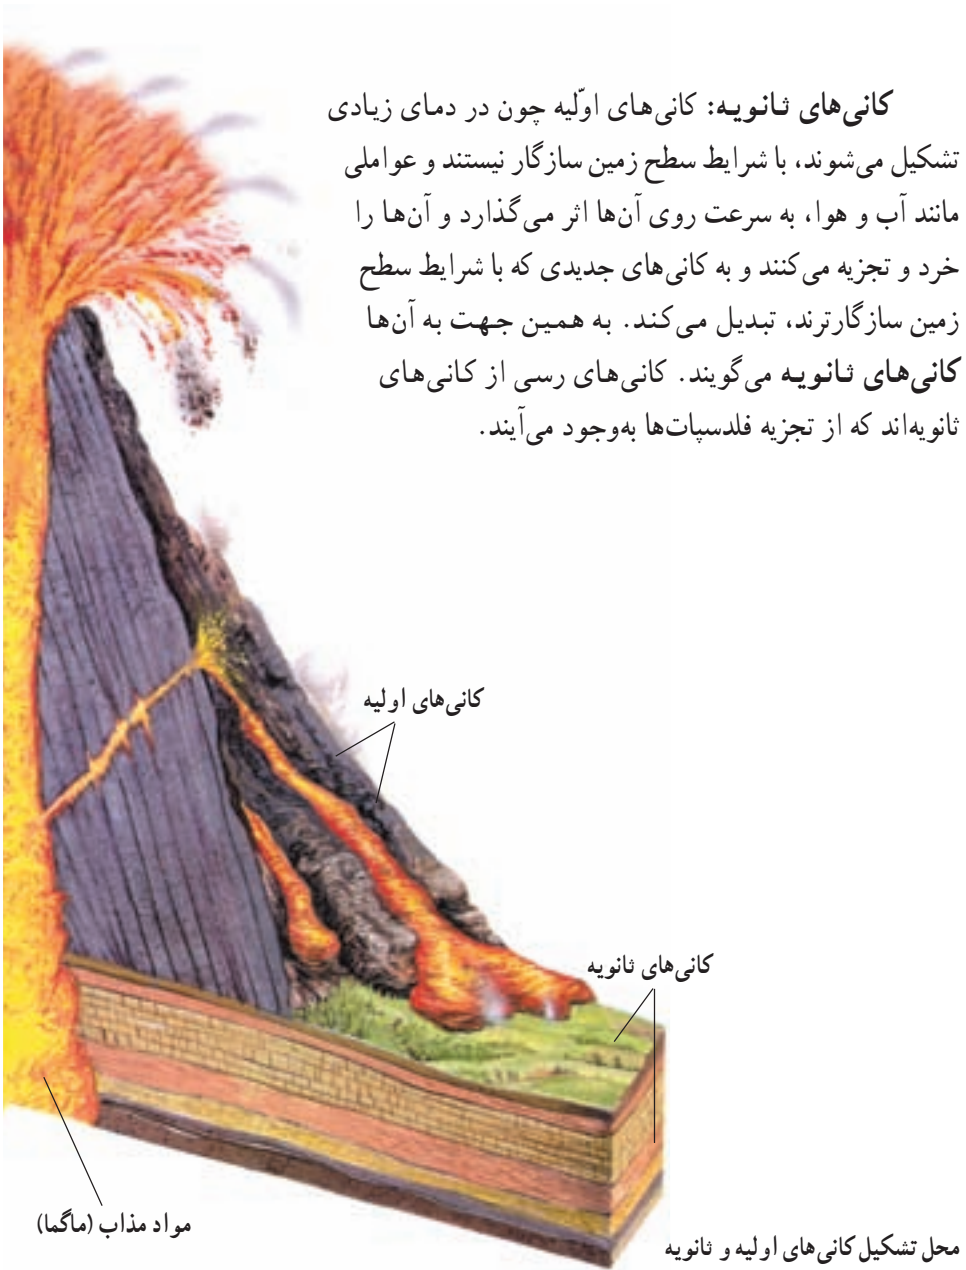 کانی‌های ثانویه: کانی‌های اوّلیه چون در دمای زیادی
تشکیل می‌شوند، با شرایط سطح زمین سازگار نیستند و عواملی
مانند آب و هوا، به سرعت روی آن‌ها اثر می‌گذارد و آن‌ها را
خرد و تجزیه می‌کنند و به کانی‌های جدیدی که با شرایط سطح
زمین سازگارترند، تبدیل می‌کند. به همین جهت به آن‌ها
کانی‌های ثانویه می‌گویند. کانی‌های رسی از کانی‌های
ثانویه‌اند که از تجزیه فلدسپات‌ها به‌وجود می‌آیند.
کانی‌های اولیه
کانی‌های ثانویه
مواد مذاب (ماگما)
محل تشکیل کانی‌های اولیه و ثانویه